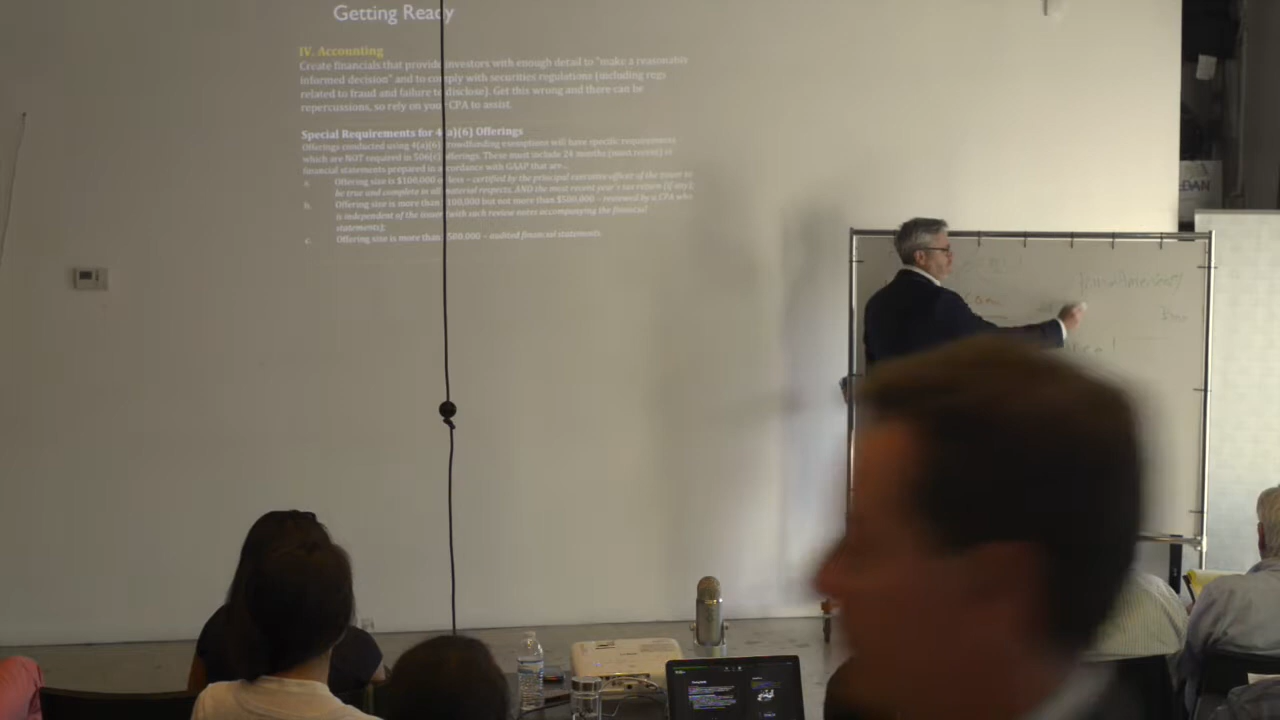 Getting Ready
IV. Accounting
Create financials that provide investors with enough detail to "make a reasonably
informed decision" and to comply with securities regulations (including regs
related to fraud and failure to disclose). Get this wrong and there can be
repercussions, so rely on your CPA to assist.
Special Requirements for 4(a)(6) Offerings
Offerings conducted using 4(a)(6) crowdfunding exemptions will have specific requirements
which are NOT required in 506(c) offerings. These must include 24 months (most recent) of
financial statements prepared in accordance with GAAP that are...
a. Offering size is $100,000 or less – certified by the principal executive officer of the issuer to
be true and complete in all material respects, AND the most recent year's tax return (if any);
b. Offering size is more than $100,000 but not more than $500,000 – reviewed by a CPA who
is independent of the issuer (with such review notes accompanying the financial
statements);
c. Offering size is more than $500,000 – audited financial statements.